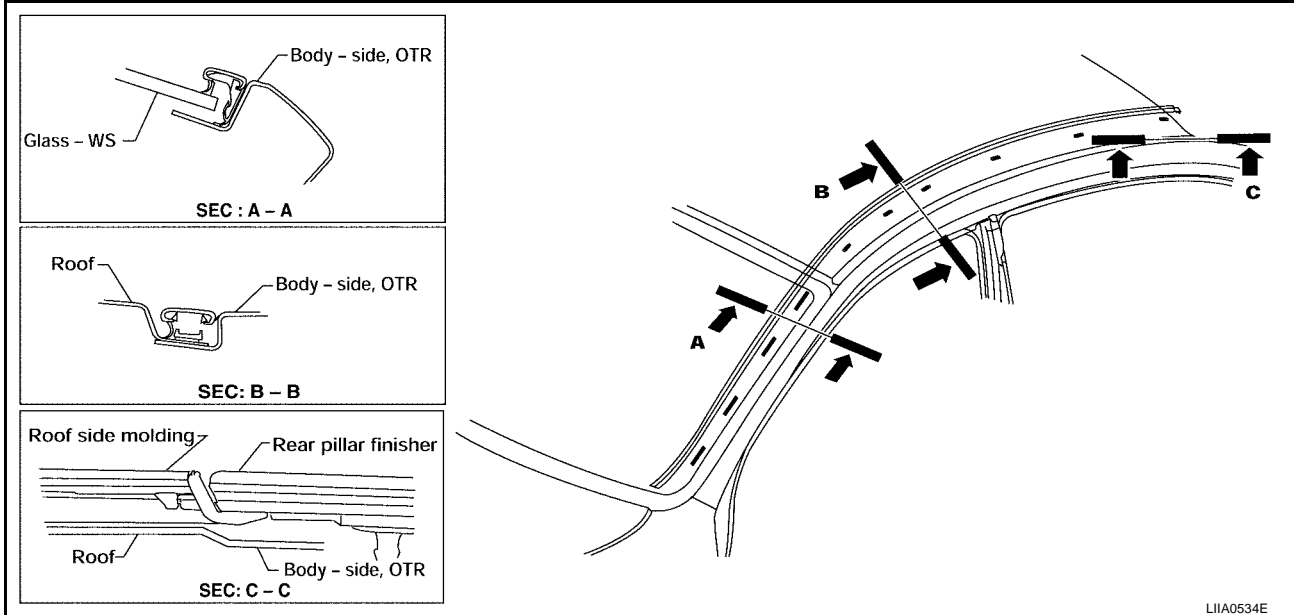 Body – side, OTR
Glass – WS
SEC : A – A
Roof
Body – side, OTR
SEC: B – B
Roof side molding
Rear pillar finisher
Roof
Body – side, OTR
SEC: C – C
B
C
A
LIIA0534E